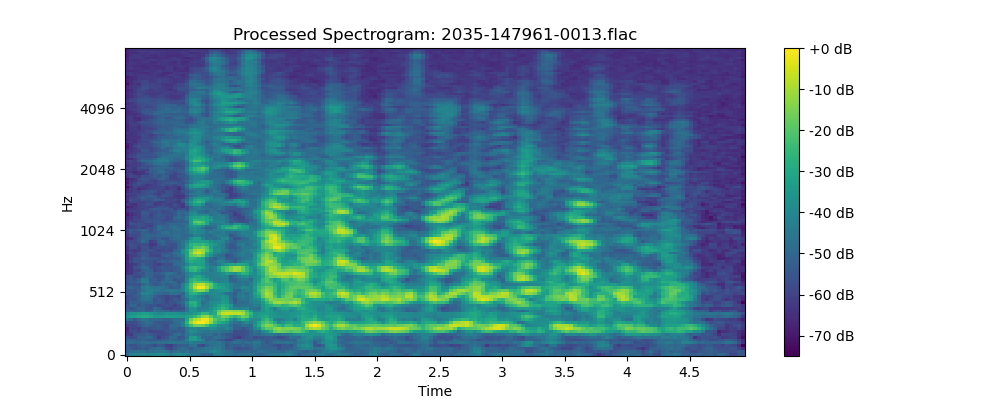 Processed Spectrogram: 2035-147961-0013.flac
+0 dB
4096
-10 dB
-20 dB
2048
-30 dB
Hz
1024
-40 dB
-50 dB
512
-60 dB
-70 dB
0
0 0.5 1 1.5 2 2.5 3 3.5 4 4.5
Time